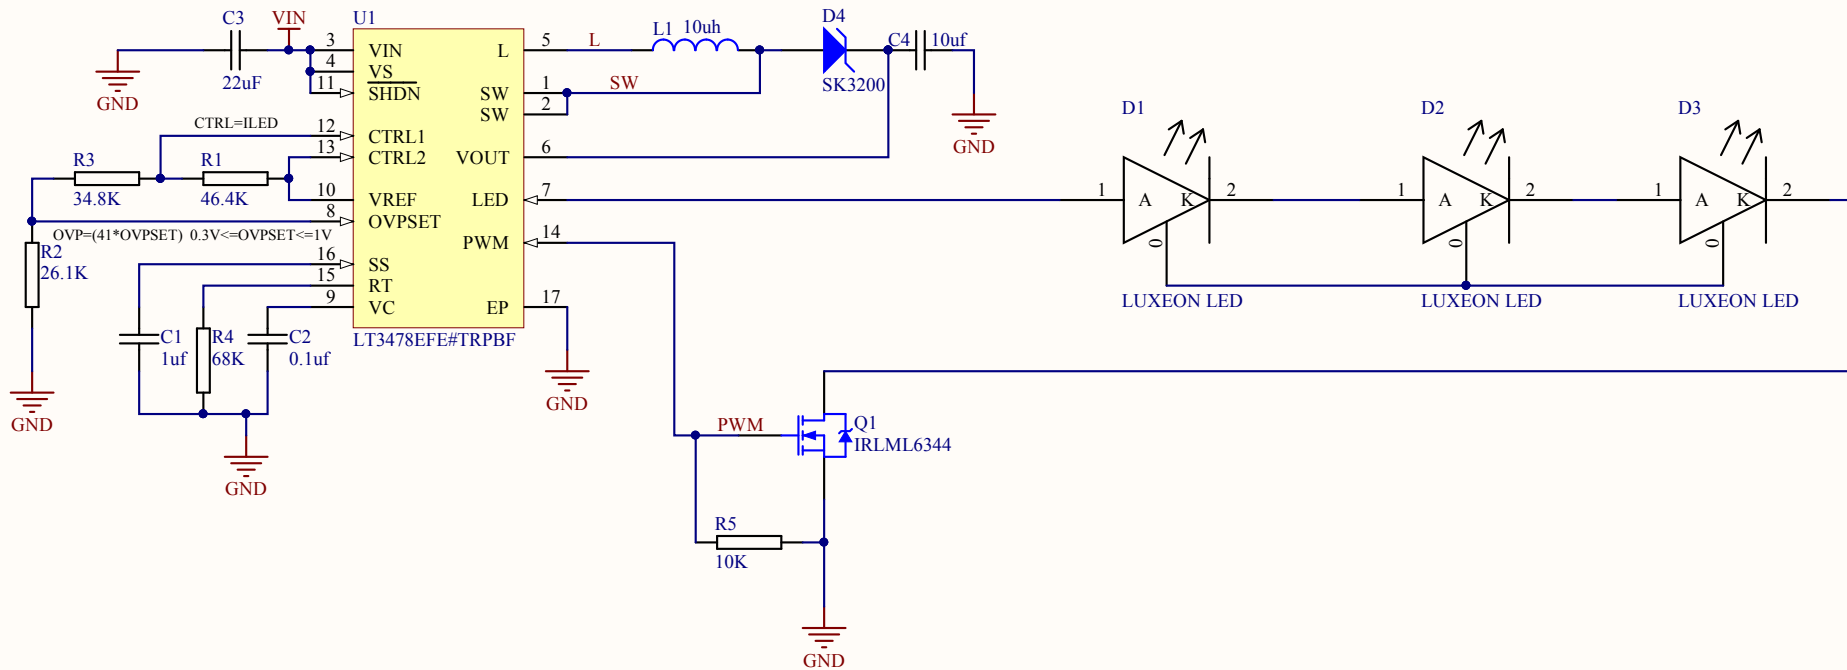 C3
VIN
22uF
GND
U1
3 VIN
4 VS
11 SHDN
12 CTRL1
13 CTRL2
10 VREF
8 OVPSET
16 SS
15 RT
9 VC
L 5
SW 1
SW 2
VOUT 6
LED 7
PWM 14
EP 17
LT3478EFE#TRPBF
CTRL=ILED
R3
34.8K
R1
46.4K
OVP=(41*OVPSET) 0.3V<=OVPSET<=1V
R2
26.1K
GND
C1
1uf
R4
68K
C2
0.1uf
GND
GND
L
L1 10uh
SW
D4
SK3200
C4 10uf
GND
D1
1 A K 2
0
LUXEON LED
D2
1 A K 2
0
LUXEON LED
D3
1 A K 2
0
LUXEON LED
PWM
Q1
IRLML6344
R5
10K
GND